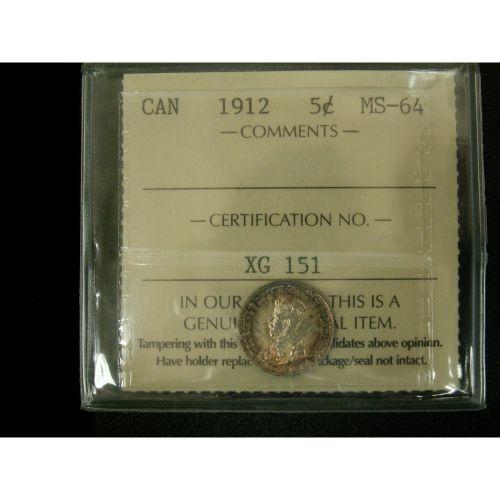 CAN 1912 5¢ MS-64
— COMMENTS —
— CERTIFICATION NO. —
XG 151
IN OUR THIS IS A
GENU AL ITEM.
Tampering with this lidates above opinion.
Have holder replac ckage/seal not intact.